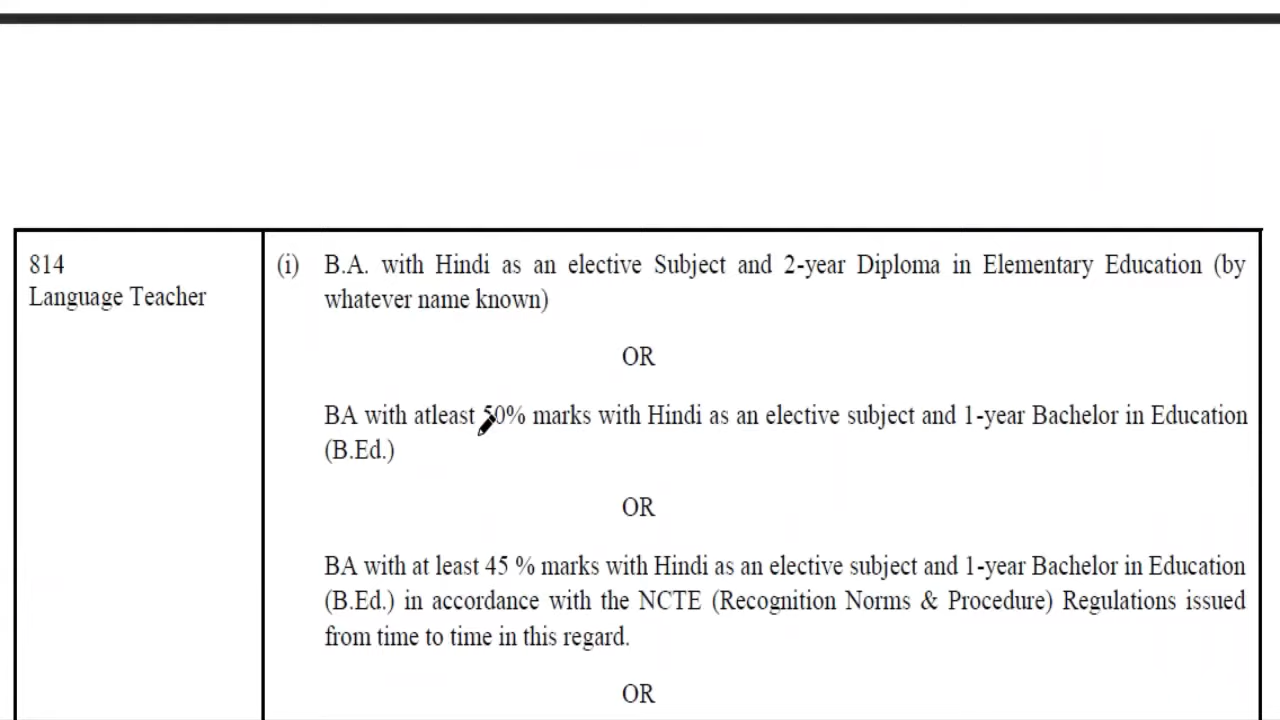 814
Language Teacher
(i) B.A. with Hindi as an elective Subject and 2-year Diploma in Elementary Education (by
whatever name known)
OR
BA with atleast 50% marks with Hindi as an elective subject and 1-year Bachelor in Education
(B.Ed.)
OR
BA with at least 45 % marks with Hindi as an elective subject and 1-year Bachelor in Education
(B.Ed.) in accordance with the NCTE (Recognition Norms & Procedure) Regulations issued
from time to time in this regard.
OR